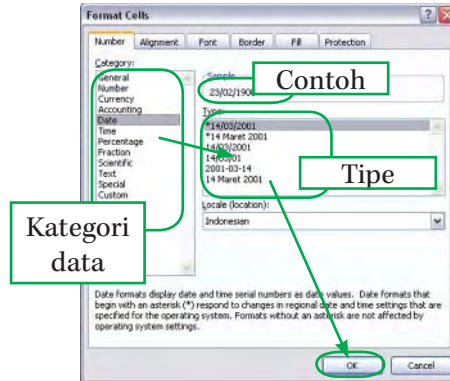 Format Cells
Number Alignment Font Border Fill Protection
Category:
General
Number
Currency
Accounting
Date
Time
Percentage
Fraction
Scientific
Text
Special
Custom
Sample
23/02/1900
Contoh
Type:
*14/03/2001
*14 Maret 2001
14/03/2001
14/03/01
2001-03-14
14 Maret 2001
Tipe
Locale (location):
Indonesian
Kategori
data
Date formats display date and time serial numbers as date values. Date formats that
begin with an asterisk (*) respond to changes in regional date and time settings that are
specified for the operating system. Formats without an asterisk are not affected by
operating system settings.
OK Cancel